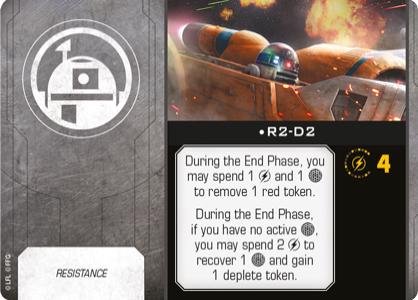 •R2-D2
During the End Phase, you
may spend 1 and 1
to remove 1 red token.
During the End Phase,
if you have no active ,
you may spend 2 to
recover 1 and gain
1 deplete token.
4
RESISTANCE
© LFL © FFG